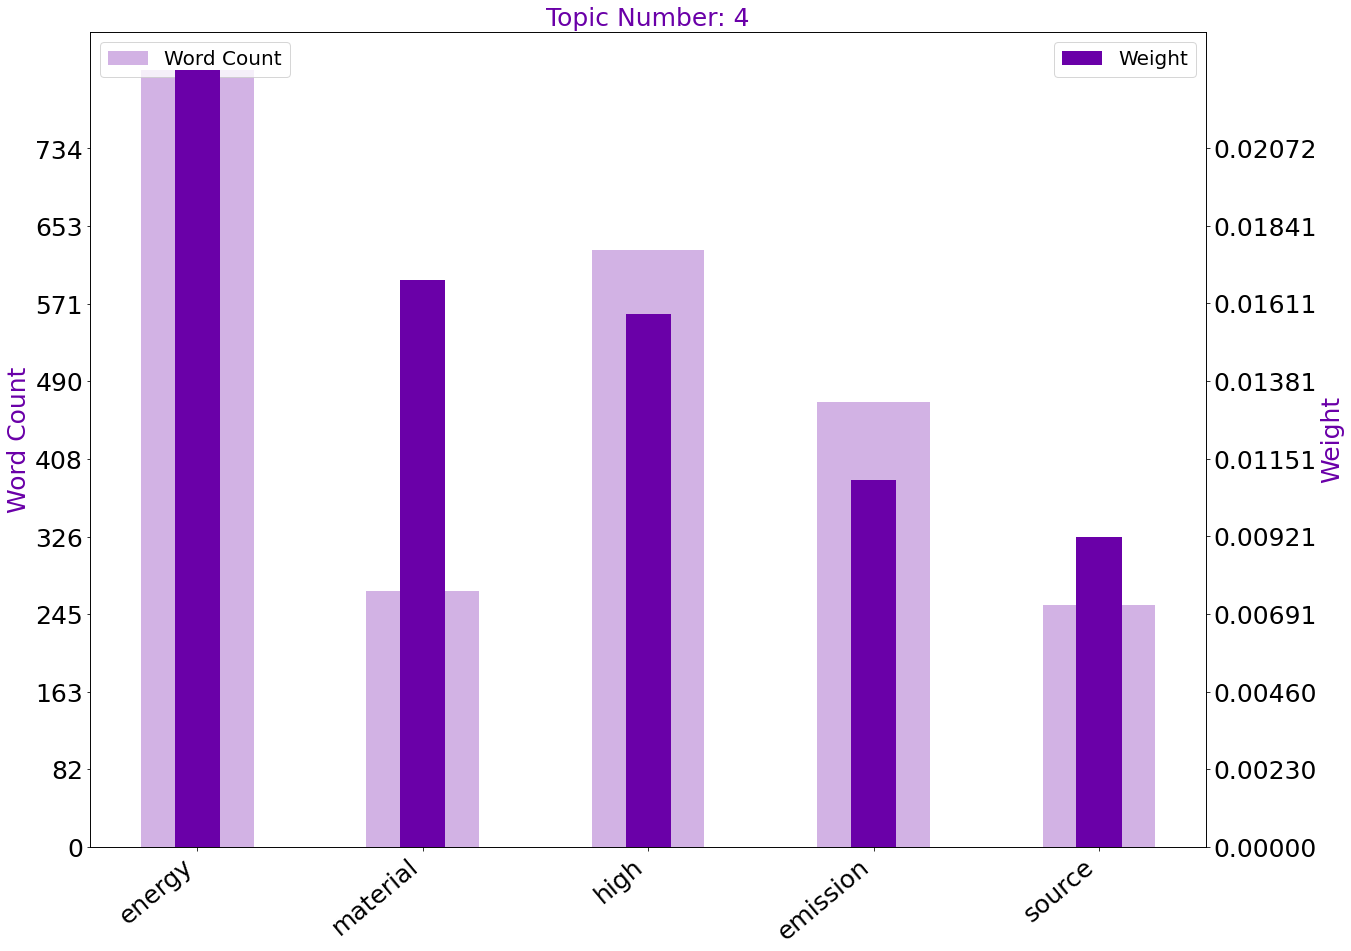 Topic Number: 4
Word Count
Weight
734
653
571
490
408
326
245
163
82
0
Word Count
0.02072
0.01841
0.01611
0.01381
0.01151
0.00921
0.00691
0.00460
0.00230
0.00000
Weight
energy
material
high
emission
source